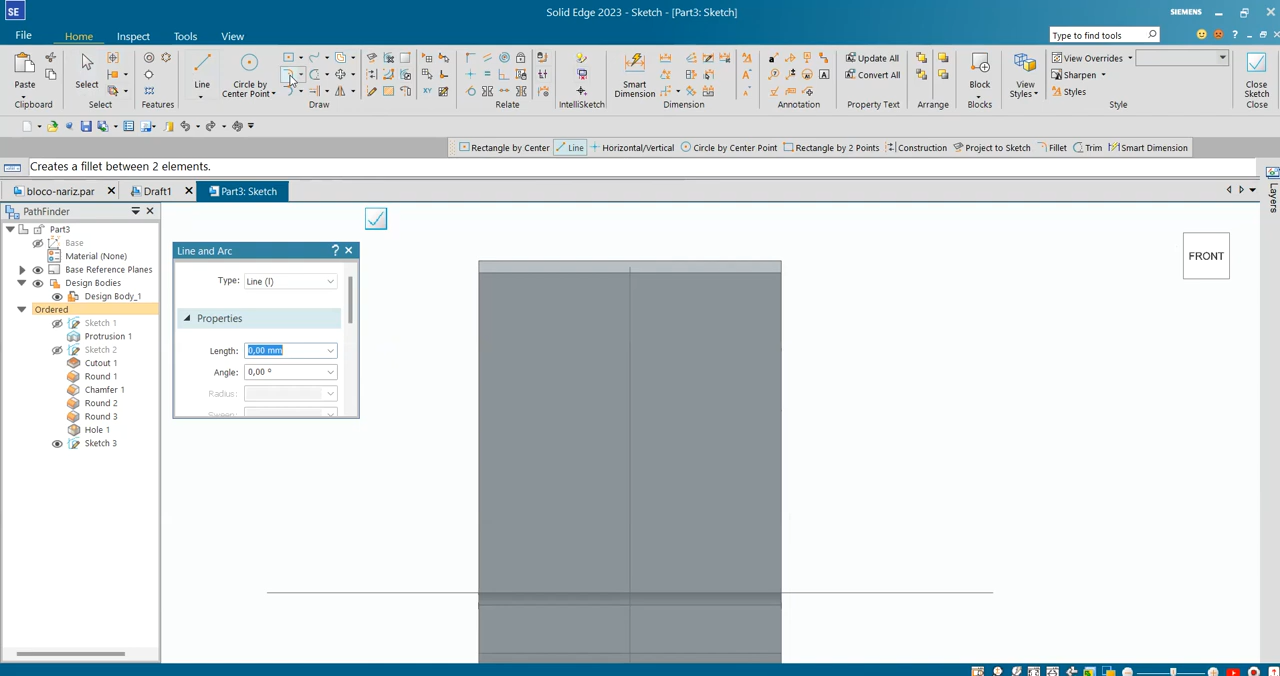 SE
Solid Edge 2023 - Sketch - [Part3: Sketch]
SIEMENS
File
Home
Inspect
Tools
View
Type to find tools
Paste
Clipboard
Select
Select
Features
Line
Circle by Center Point
Draw
Relate
IntelliSketch
Smart Dimension
Dimension
Annotation
Update All
Convert All
Property Text
Arrange
Block
Blocks
View Styles
View Overrides
Sharpen
Styles
Style
Close Sketch
Close
Rectangle by Center
Line
Horizontal/Vertical
Circle by Center Point
Rectangle by 2 Points
Construction
Project to Sketch
Fillet
Trim
Smart Dimension
Creates a fillet between 2 elements.
bloco-nariz.par
Draft1
Part3: Sketch
Layers
PathFinder
Part3
Base
Material (None)
Base Reference Planes
Design Bodies
Design Body_1
Ordered
Sketch 1
Protrusion 1
Sketch 2
Cutout 1
Round 1
Chamfer 1
Round 2
Round 3
Hole 1
Sketch 3
Line and Arc
Type: Line (l)
Properties
Length: 0,00 mm
Angle: 0,00 º
Radius:
Sweep:
FRONT